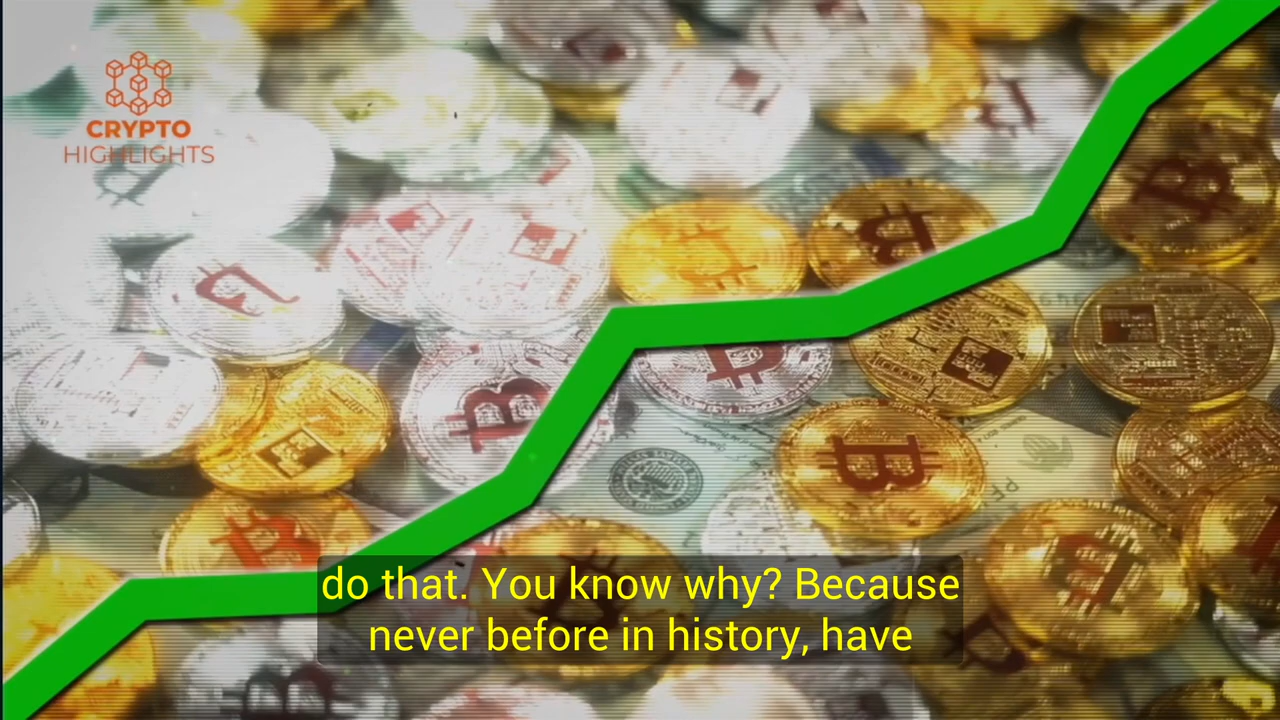 CRYPTO
HIGHLIGHTS
do that. You know why? Because
never before in history, have